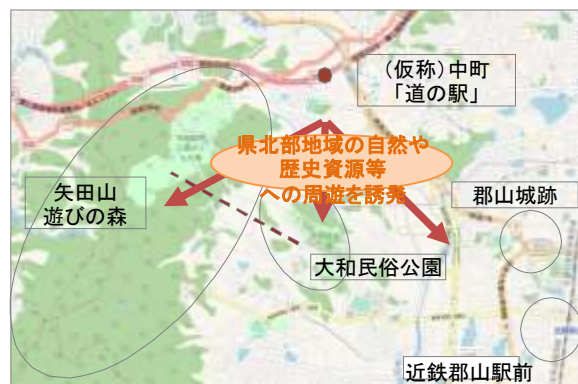 （仮称）中町
「道の駅」
県北部地域の自然や
歴史資源等
への周遊を誘発
矢田山
遊びの森
郡山城跡
大和民俗公園
近鉄郡山駅前